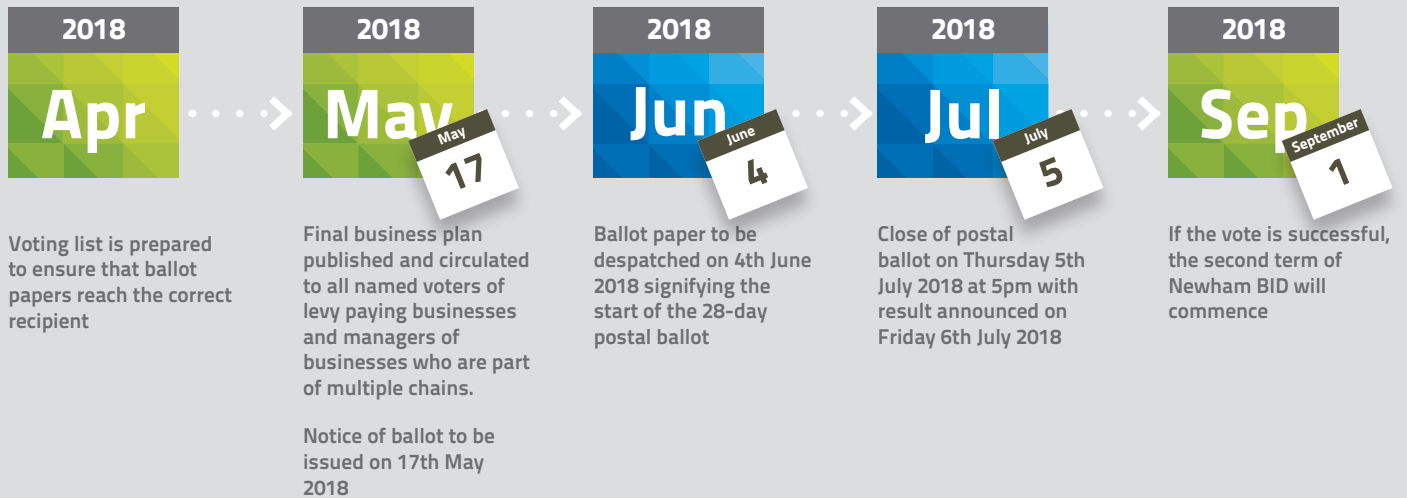 2018
Apr
Voting list is prepared
to ensure that ballot
papers reach the correct
recipient
2018
May
May
17
Final business plan
published and circulated
to all named voters of
levy paying businesses
and managers of
businesses who are part
of multiple chains.
Notice of ballot to be
issued on 17th May
2018
2018
Jun
June
4
Ballot paper to be
despatched on 4th June
2018 signifying the
start of the 28-day
postal ballot
2018
Jul
July
5
Close of postal
ballot on Thursday 5th
July 2018 at 5pm with
result announced on
Friday 6th July 2018
2018
Sep
September
1
If the vote is successful,
the second term of
Newham BID will
commence